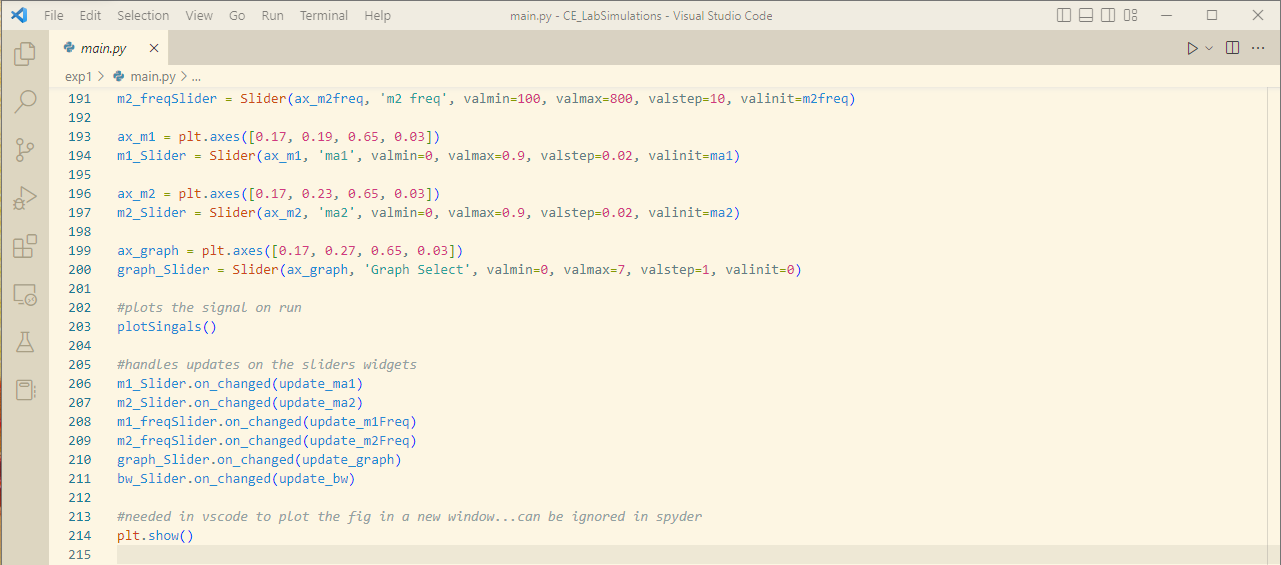 File Edit Selection View Go Run Terminal Help main.py - CE_LabSimulations - Visual Studio Code
main.py
exp1 > main.py > ...
191 m2_freqSlider = Slider(ax_m2freq, 'm2 freq', valmin=100, valmax=800, valstep=10, valinit=m2freq)
192
193 ax_m1 = plt.axes([0.17, 0.19, 0.65, 0.03])
194 m1_Slider = Slider(ax_m1, 'ma1', valmin=0, valmax=0.9, valstep=0.02, valinit=ma1)
195
196 ax_m2 = plt.axes([0.17, 0.23, 0.65, 0.03])
197 m2_Slider = Slider(ax_m2, 'ma2', valmin=0, valmax=0.9, valstep=0.02, valinit=ma2)
198
199 ax_graph = plt.axes([0.17, 0.27, 0.65, 0.03])
200 graph_Slider = Slider(ax_graph, 'Graph Select', valmin=0, valmax=7, valstep=1, valinit=0)
201
202 #plots the signal on run
203 plotSingals()
204
205 #handles updates on the sliders widgets
206 m1_Slider.on_changed(update_ma1)
207 m2_Slider.on_changed(update_ma2)
208 m1_freqSlider.on_changed(update_m1Freq)
209 m2_freqSlider.on_changed(update_m2Freq)
210 graph_Slider.on_changed(update_graph)
211 bw_Slider.on_changed(update_bw)
212
213 #needed in vscode to plot the fig in a new window...can be ignored in spyder
214 plt.show()
215